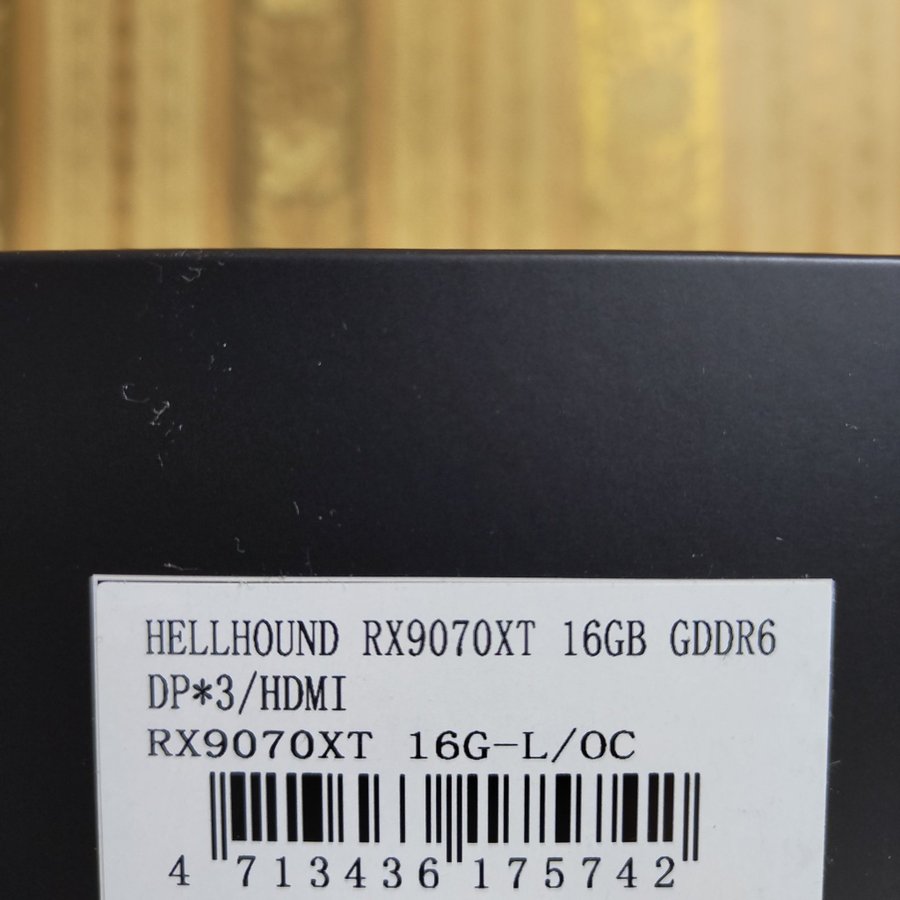 HELLHOUND RX9070XT 16GB GDDR6
DP*3/HDMI
RX9070XT 16G-L/OC
4 713436 175742